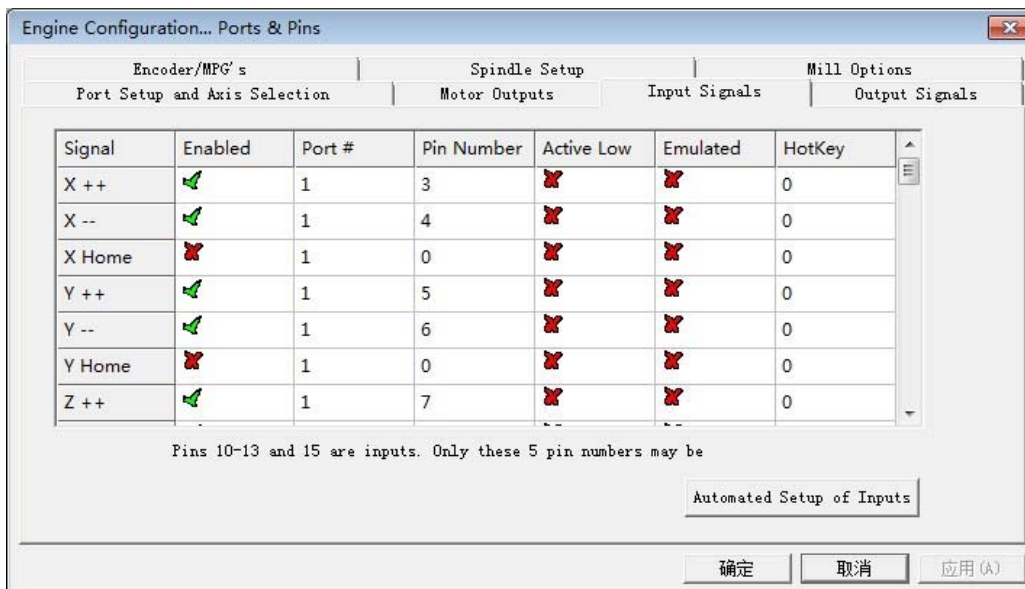 Engine Configuration... Ports & Pins
Encoder/MPG's Spindle Setup Mill Options
Port Setup and Axis Selection Motor Outputs Input Signals Output Signals
Signal Enabled Port # Pin Number Active Low Emulated HotKey
X ++ 1 3 0
X -- 1 4 0
X Home 1 0 0
Y ++ 1 5 0
Y -- 1 6 0
Y Home 1 0 0
Z ++ 1 7 0
Pins 10-13 and 15 are inputs. Only these 5 pin numbers may be
Automated Setup of Inputs
确定 取消 应用(A)